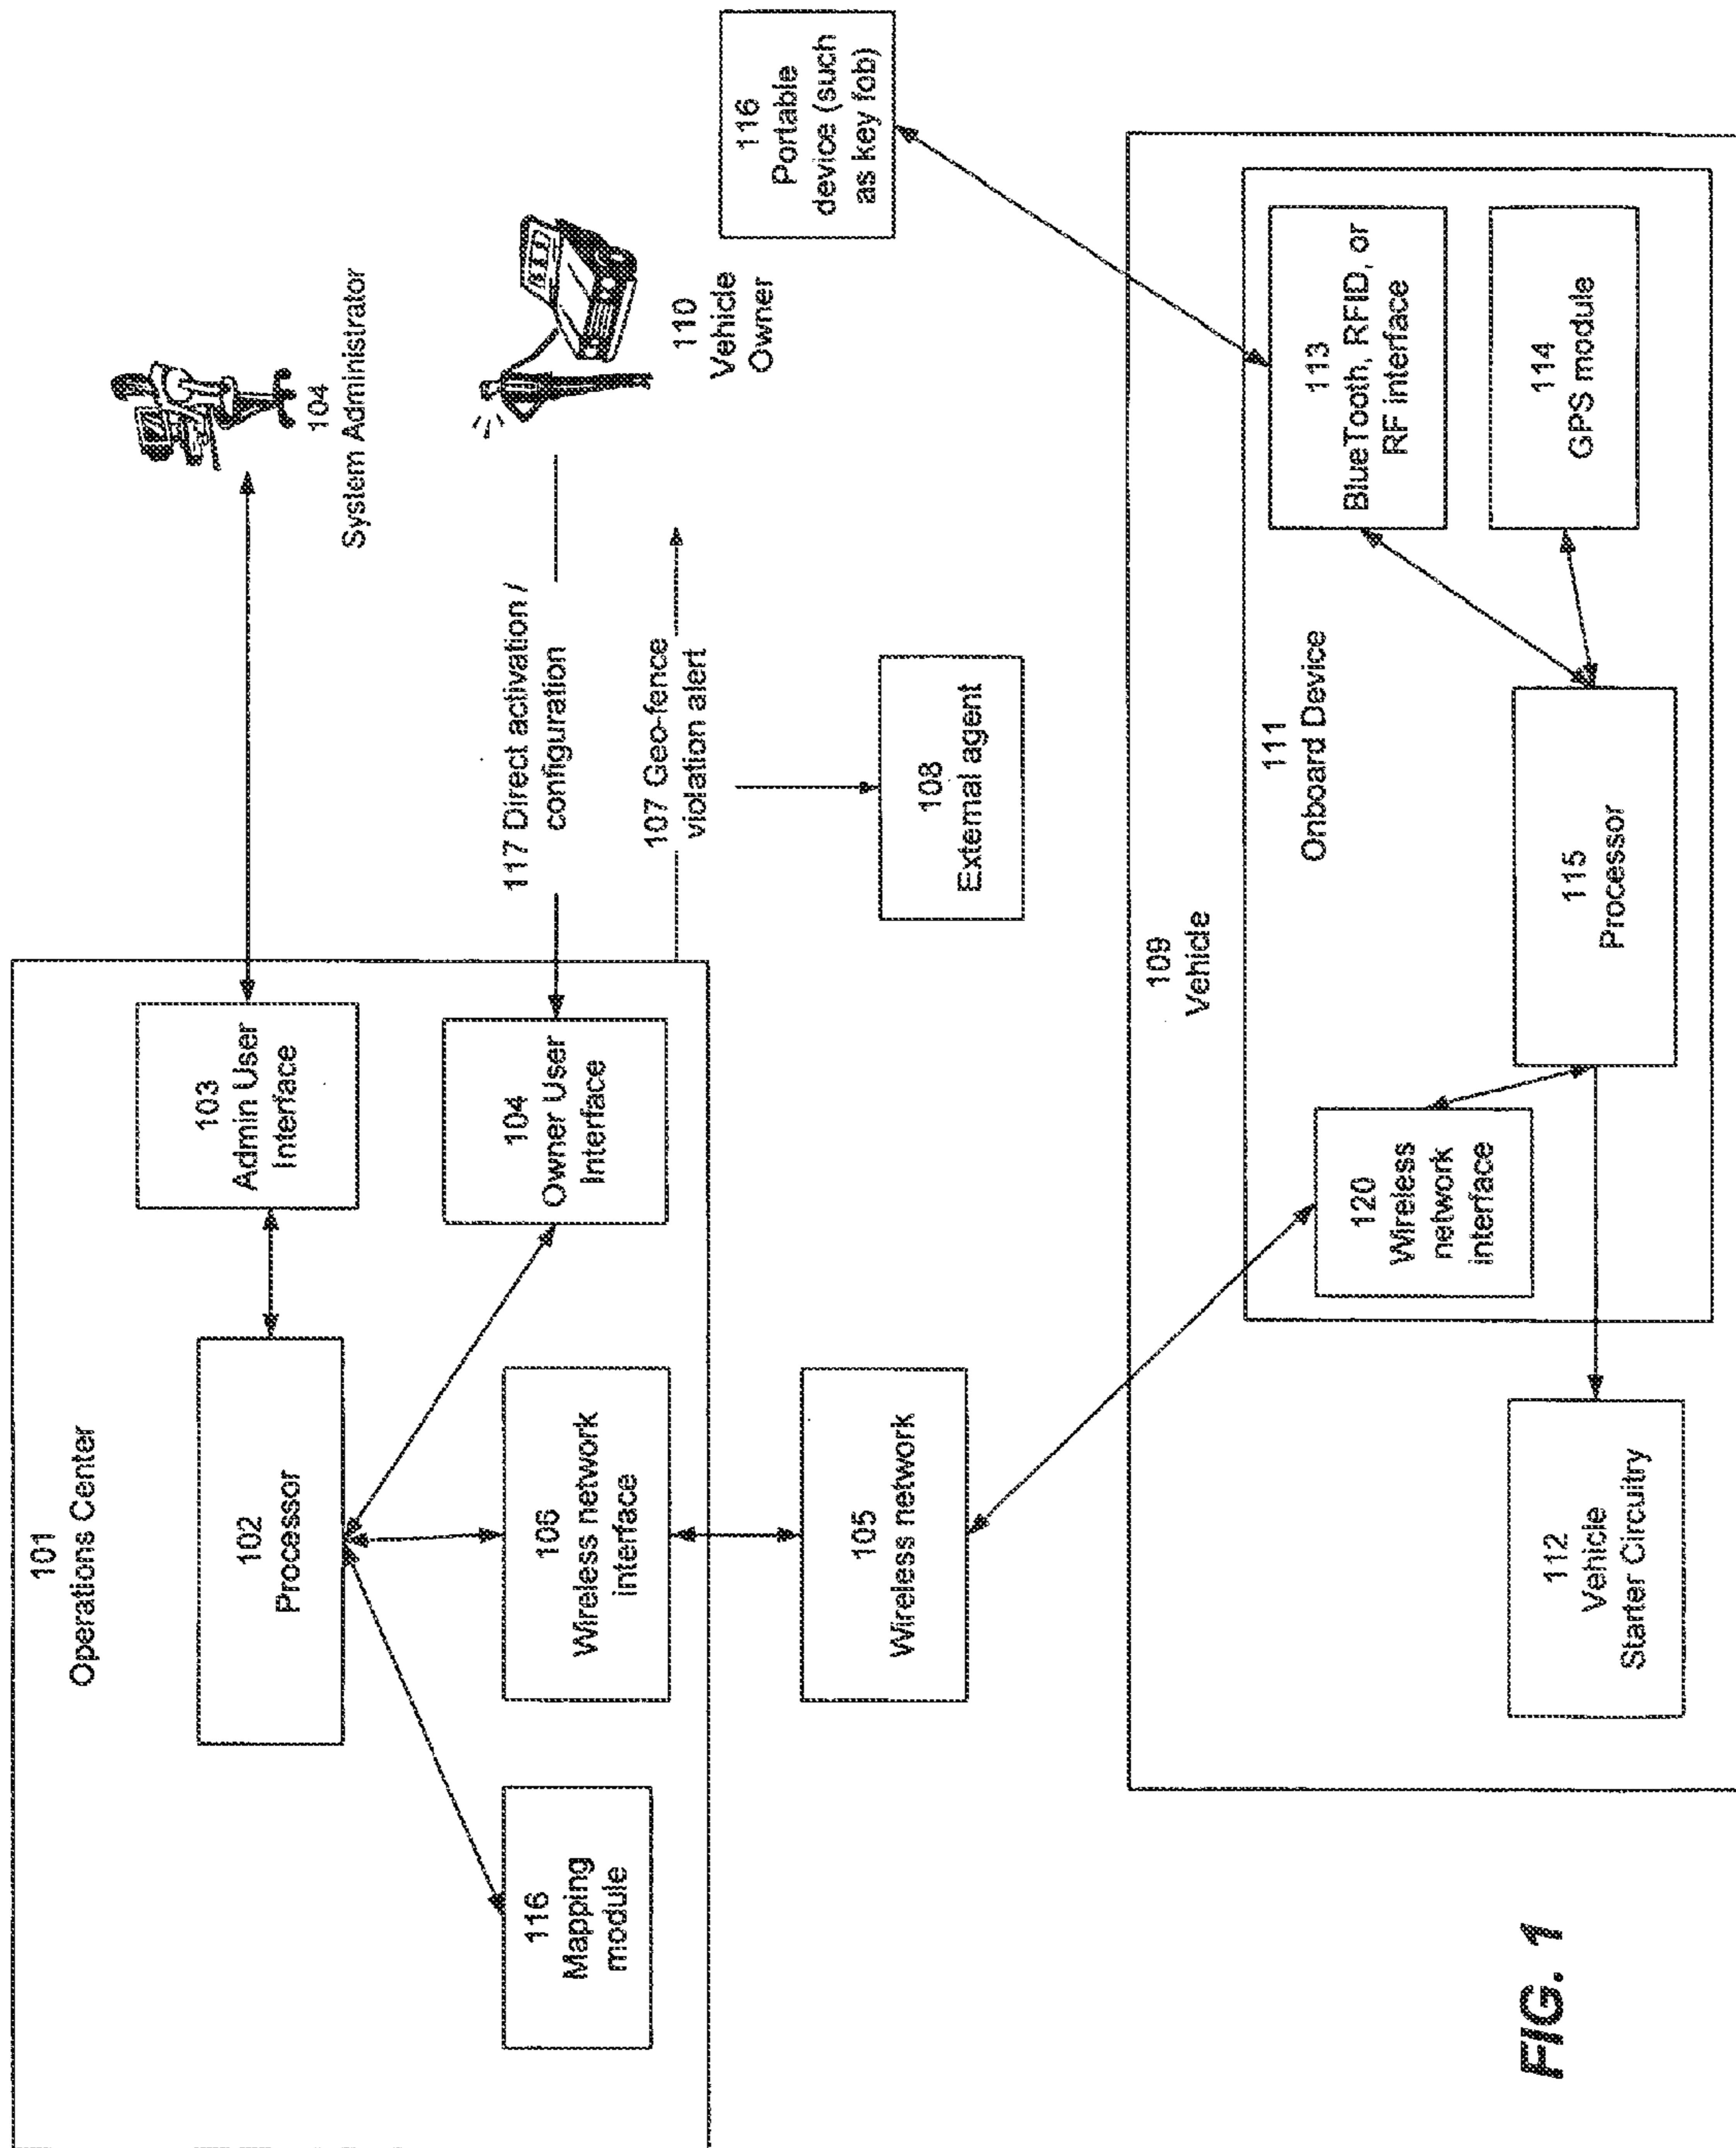 101
Operations Center
102
Processor
103
Admin User
Interface
104
System Administrator
116
Mapping
module
106
Wireless network
interface
104
Owner User
Interface
117 Direct activation /
configuration
110
Vehicle
Owner
107 Geo-fence
violation alert
105
Wireless network
108
External agent
116
Portable
device (such
as key fob)
109
Vehicle
111
Onboard Device
120
Wireless
network
interface
113
BlueTooth, RFID, or
RF interface
114
GPS module
115
Processor
112
Vehicle
Starter Circuitry
FIG. 1